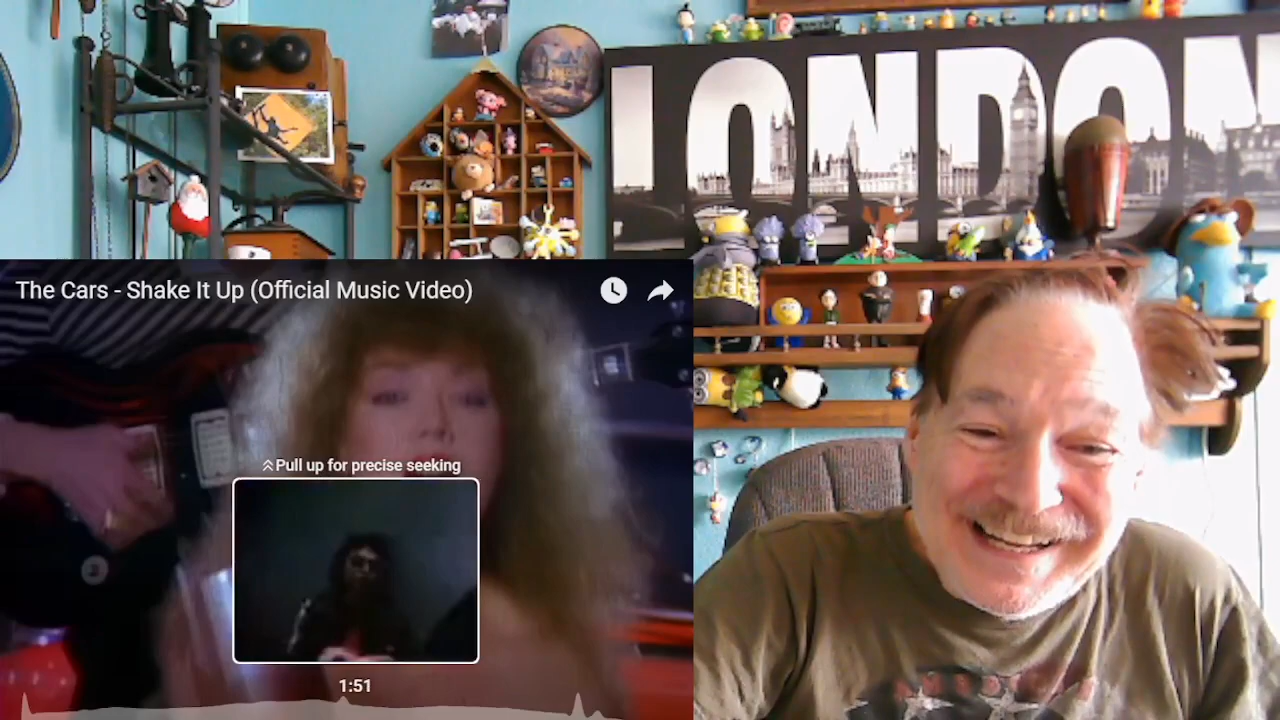 LONDON
The Cars - Shake It Up (Official Music Video)
Pull up for precise seeking
1:51